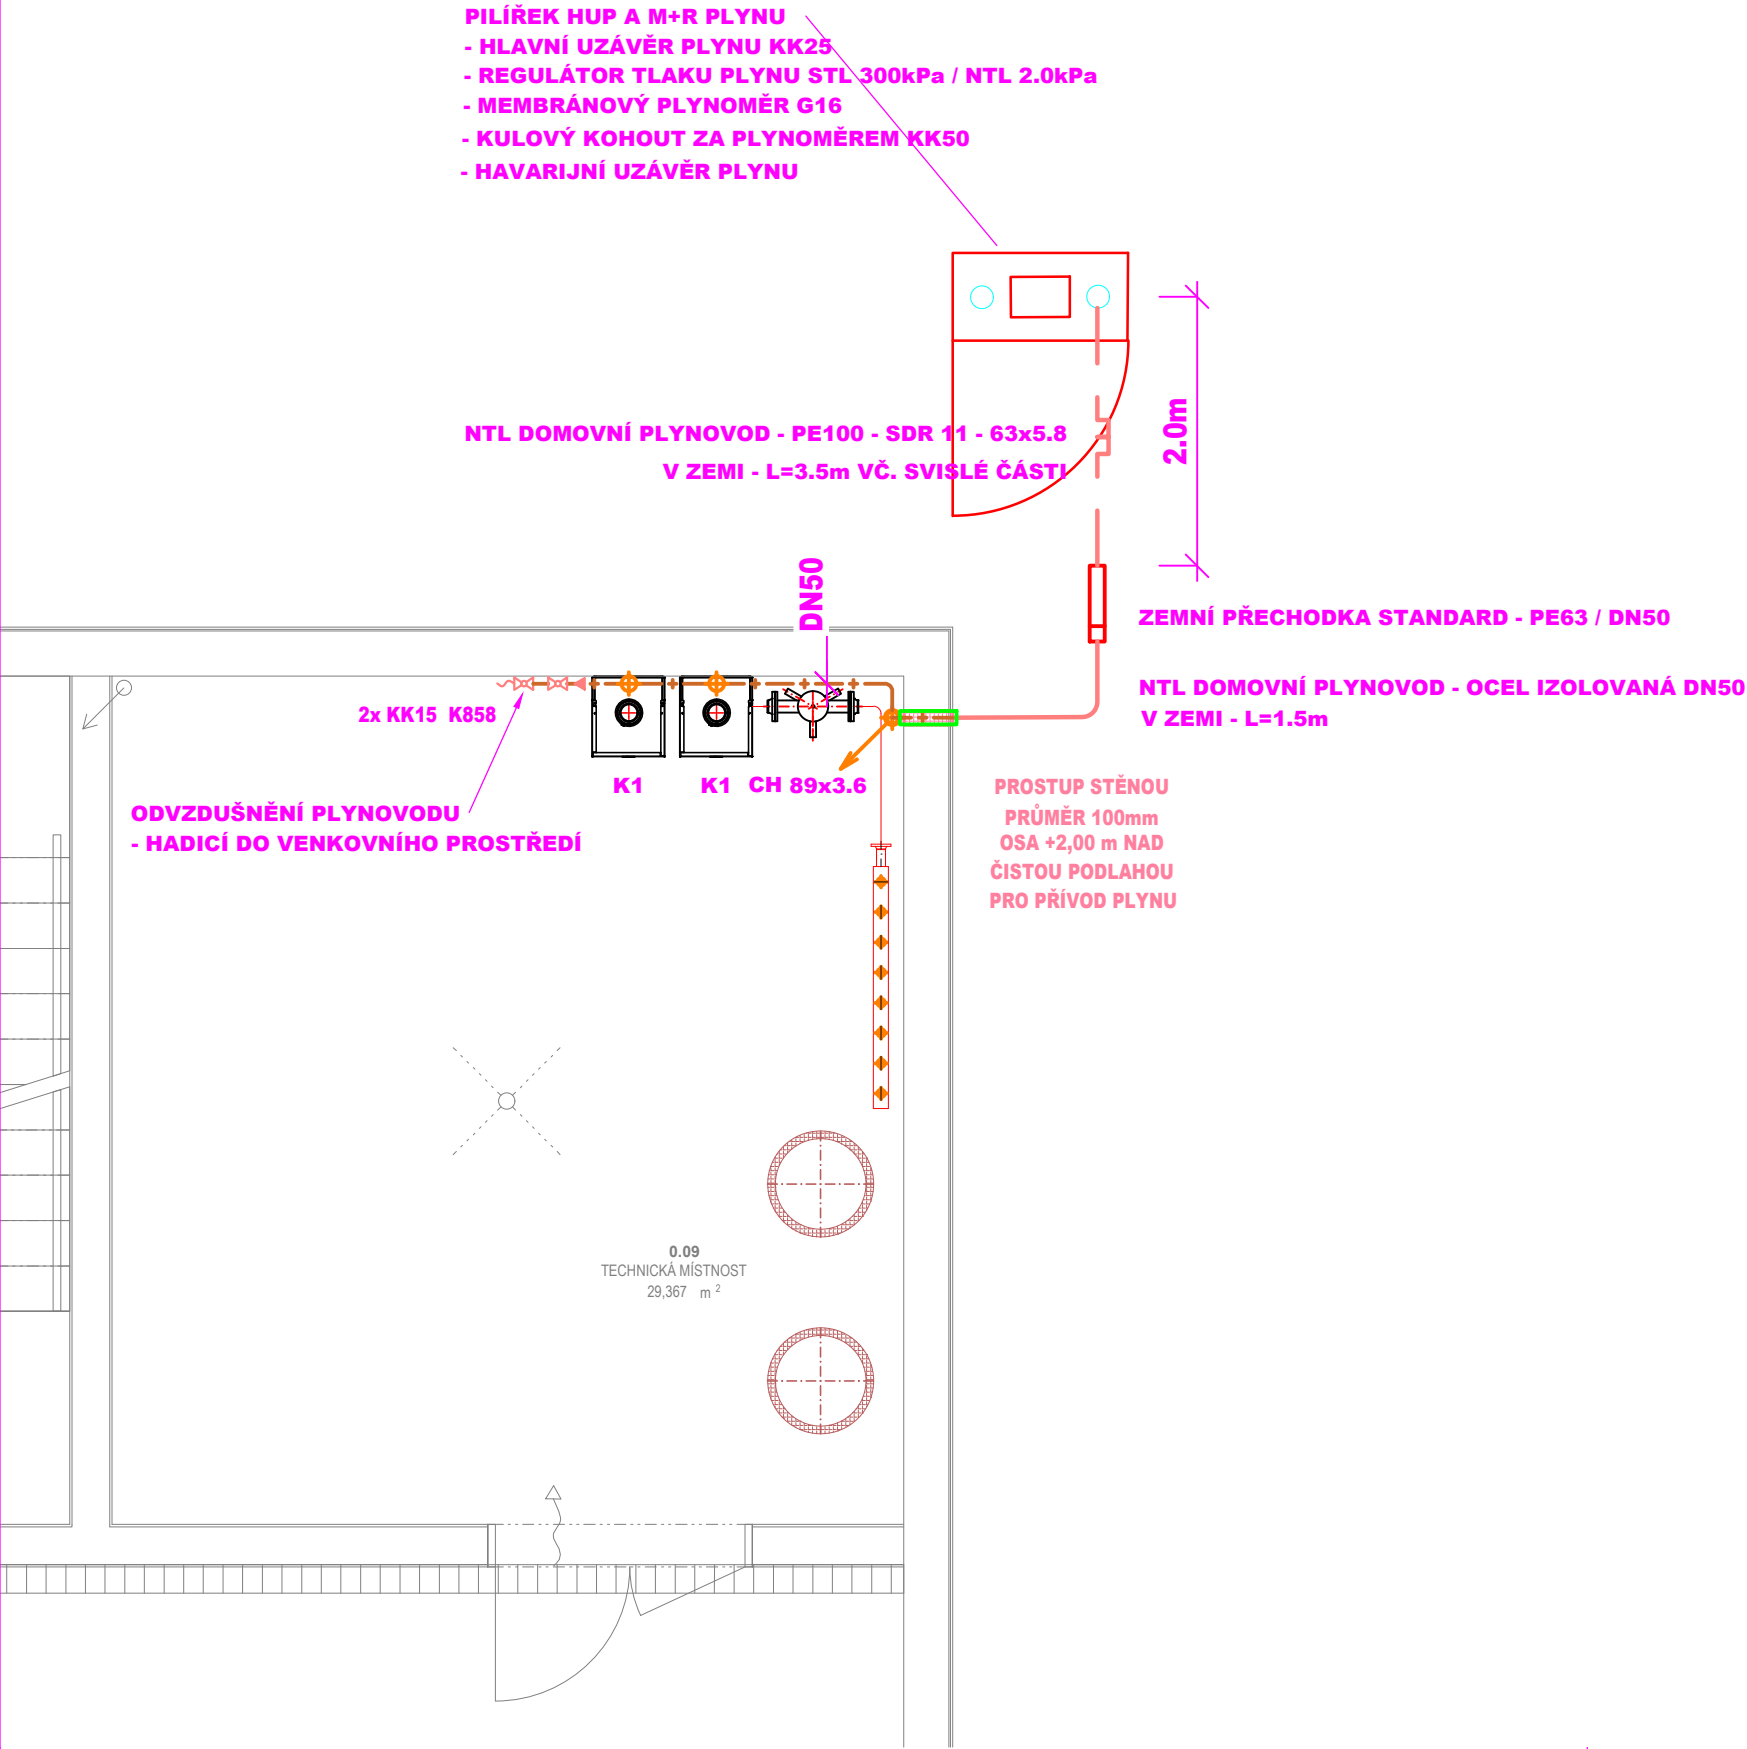 PILÍŘEK HUP A M+R PLYNU
- HLAVNÍ UZÁVĚR PLYNU KK25
- REGULÁTOR TLAKU PLYNU STL 300kPa / NTL 2.0kPa
- MEMBRÁNOVÝ PLYNOMĚR G16
- KULOVÝ KOHOUT ZA PLYNOMĚREM KK50
- HAVARIJNÍ UZÁVĚR PLYNU
2.0m
NTL DOMOVNÍ PLYNOVOD - PE100 - SDR 11 - 63x5.8
V ZEMI - L=3.5m VČ. SVISLÉ ČÁSTI
DN50
ZEMNÍ PŘECHODKA STANDARD - PE63 / DN50
NTL DOMOVNÍ PLYNOVOD - OCEL IZOLOVANÁ DN50
V ZEMI - L=1.5m
2x KK15 K858
K1
K1
CH 89x3.6
ODVZDUŠNĚNÍ PLYNOVODU
- HADICÍ DO VENKOVNÍHO PROSTŘEDÍ
PROSTUP STĚNOU
PRŮMĚR 100mm
OSA +2,00 m NAD
ČISTOU PODLAHOU
PRO PŘÍVOD PLYNU
0.09
TECHNICKÁ MÍSTNOST
29,367 m ²